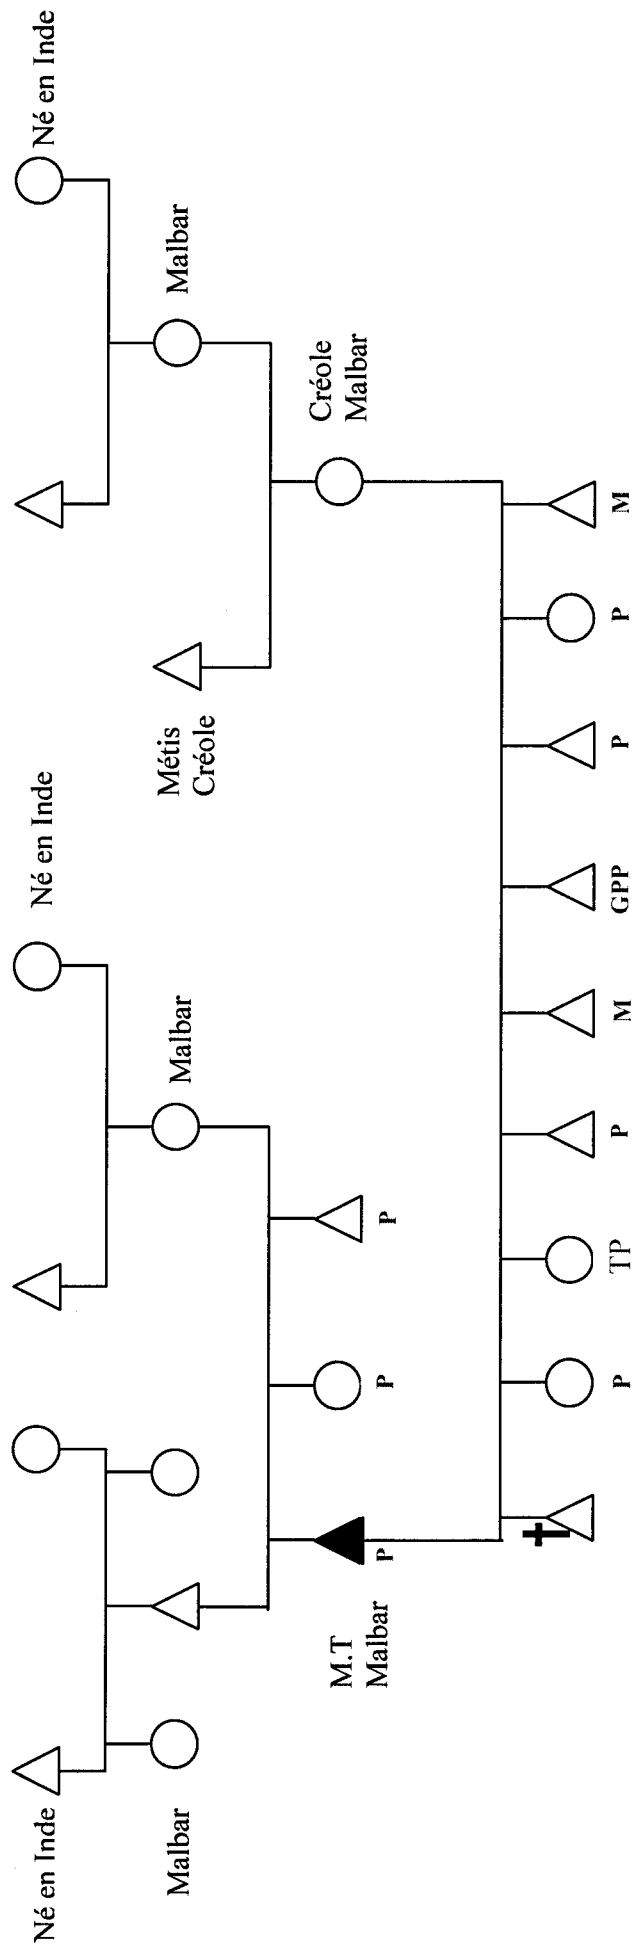 Né en Inde
Né en Inde
Né en Inde
Malbar
Malbar
Métis
Créole
Malbar
M.T
Malbar
P
P
P
Créole
Malbar
P
TP
P
M
GPP
P
P
M